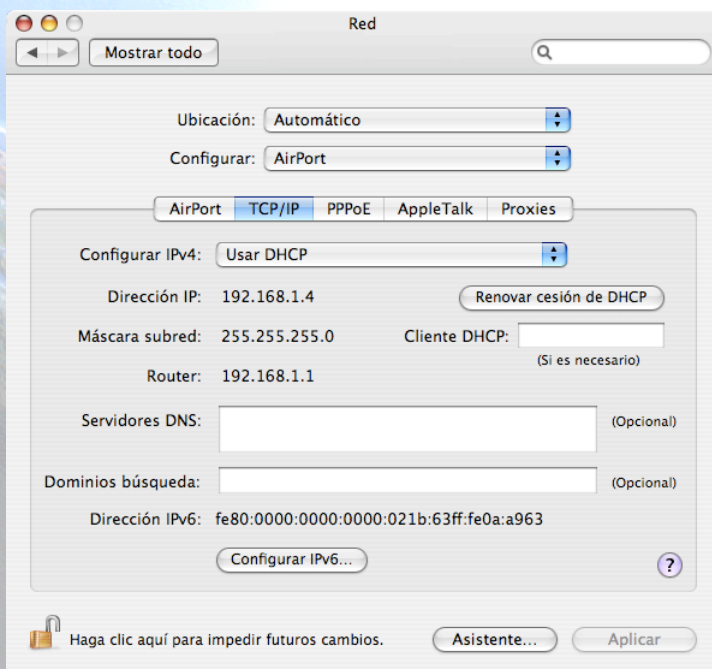 Red
Mostrar todo
Ubicación: Automático
Configurar: AirPort
AirPort TCP/IP PPPoE AppleTalk Proxies
Configurar IPv4: Usar DHCP
Dirección IP: 192.168.1.4 Renovar cesión de DHCP
Máscara subred: 255.255.255.0 Cliente DHCP:
(Si es necesario)
Router: 192.168.1.1
Servidores DNS: (Opcional)
Dominios búsqueda: (Opcional)
Dirección IPv6: fe80:0000:0000:0000:021b:63ff:fe0a:a963
Configurar IPv6... ?
Haga clic aquí para impedir futuros cambios. Asistente... Aplicar